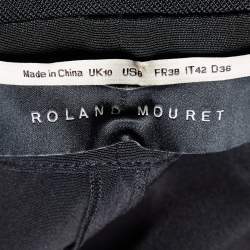 Made in China UK10 US6 FR38 IT42 D36
ROLAND MOURET